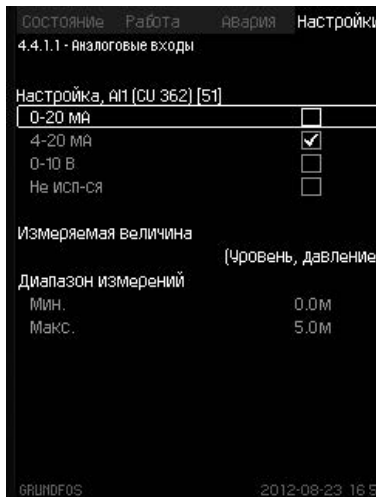 Состояние Работа Авария Настройки
4.4.1.1 - Аналоговые входы
Настройка, AI1 (CU 362) [51]
0-20 мА
4-20 мА
0-10 В
Не исп-ся
Измеряемая величина
(Уровень, давление
Диапазон измерений
Мин. 0.0м
Макс. 5.0м
GRUNDFOS 2012-08-23 16:5